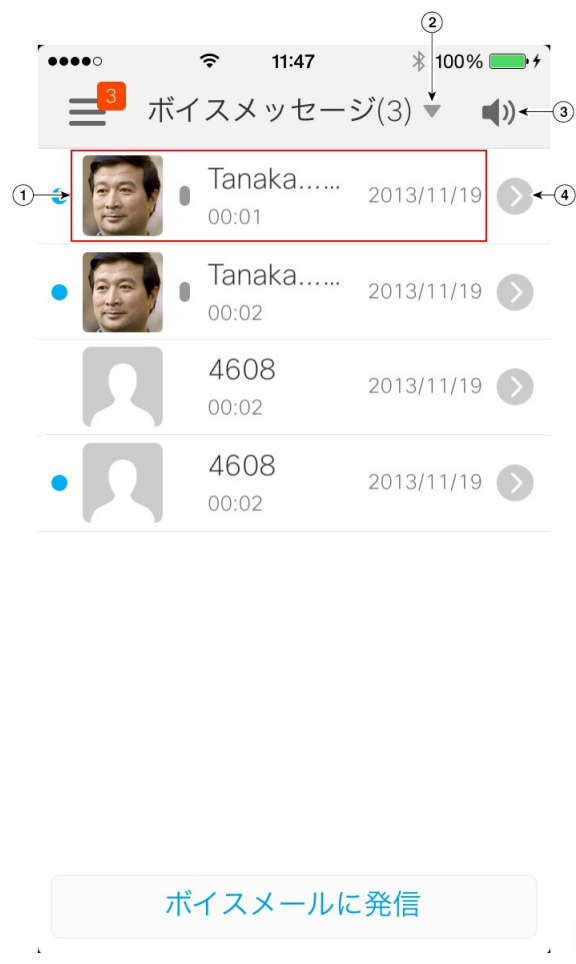 ②
11:47 100%
3 ボイスメッセージ(3) ③
① Tanaka...... 2013/11/19 ④
00:01
Tanaka...... 2013/11/19
00:02
4608 2013/11/19
00:02
4608 2013/11/19
00:02
ボイスメールに発信